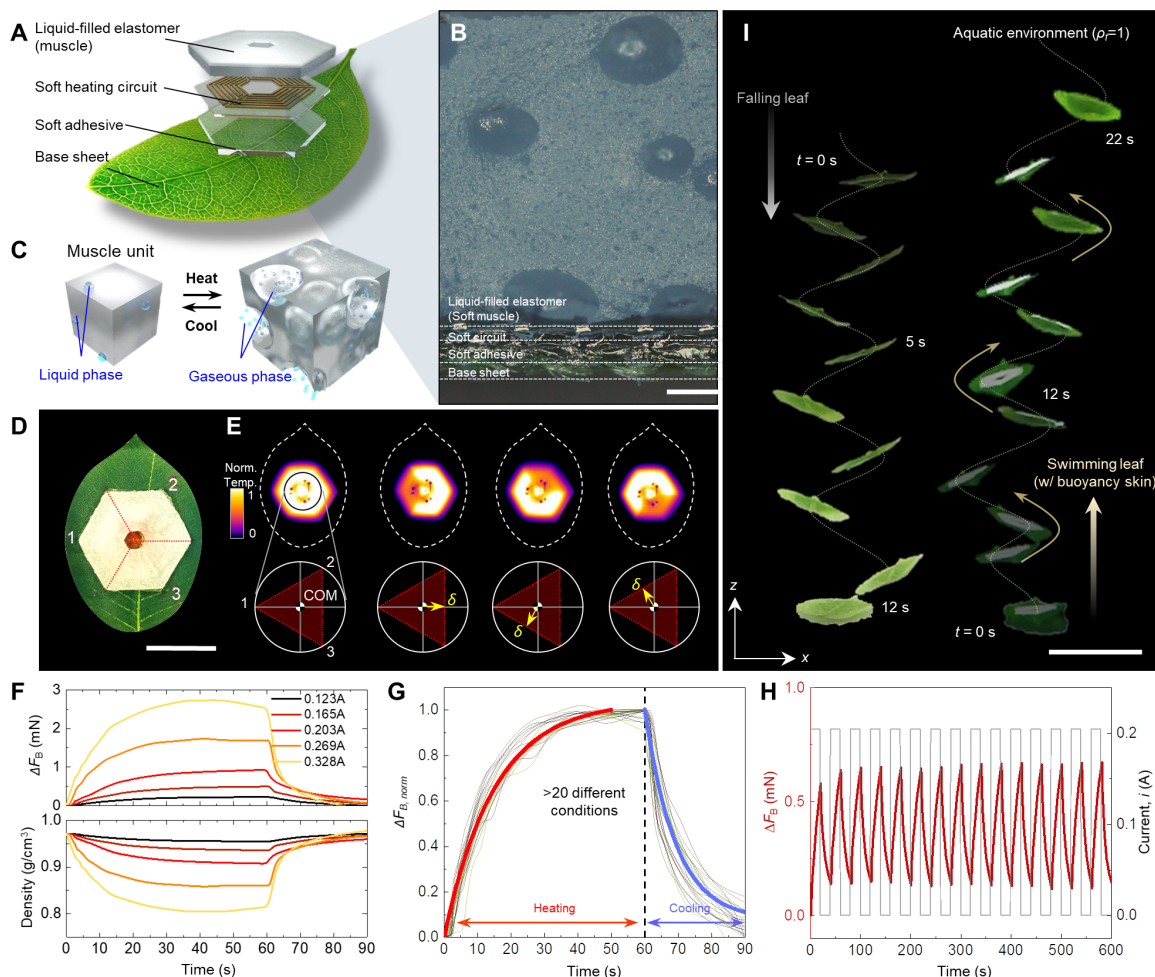 A
Liquid-filled elastomer
(muscle)
Soft heating circuit
Soft adhesive
Base sheet
B
Liquid-filled elastomer
(Soft muscle)
Soft circuit
Soft adhesive
Base sheet
C
Muscle unit
Heat
Cool
Liquid phase
Gaseous phase
D
1
2
3
E
Norm.
Temp.
1
0
1
2
3
COM
δ
δ
δ
F
ΔF_B (mN)
3
2
1
0
0.123A
0.165A
0.203A
0.269A
0.328A
Density (g/cm³)
1.0
0.9
0.8
0 10 20 30 40 50 60 70 80 90
Time (s)
G
ΔF_B, norm
1.0
0.8
0.6
0.4
0.2
0.0
>20 different
conditions
Heating
Cooling
0 10 20 30 40 50 60 70 80 90
Time (s)
H
ΔF_B (mN)
1.0
0.5
0.0
Current, i (A)
0.2
0.1
0.0
0 100 200 300 400 500 600
Time (s)
I
Aquatic environment (ρ_f=1)
Falling leaf
t = 0 s
5 s
12 s
22 s
12 s
Swimming leaf
(w/ buoyancy skin)
t = 0 s
z
x